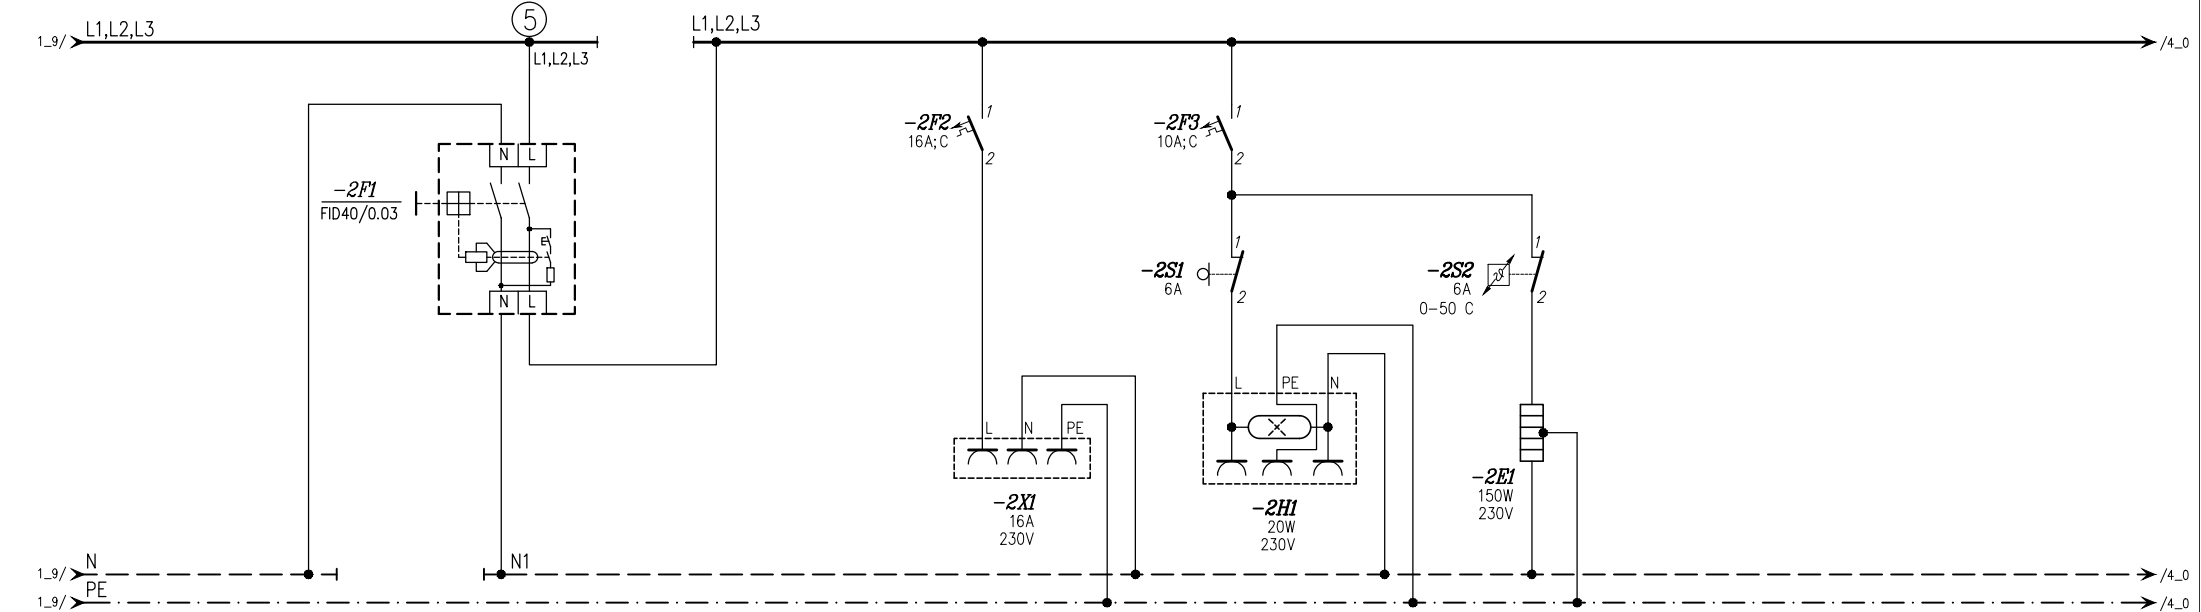 5
L1,L2,L3
L1,L2,L3
1_9/
/4_0
L1,L2,L3
1
1
-2F2
16A;C
-2F3
10A;C
2
2
N L
-2F1
FID40/0.03
E
N L
1
1
-2S1
6A
-2S2
6A
0-50 C
2
2
L PE N
L N PE
-2X1
16A
230V
-2H1
20W
230V
-2E1
150W
230V
N
N1
1_9/
/4_0
PE
1_9/
/4_0